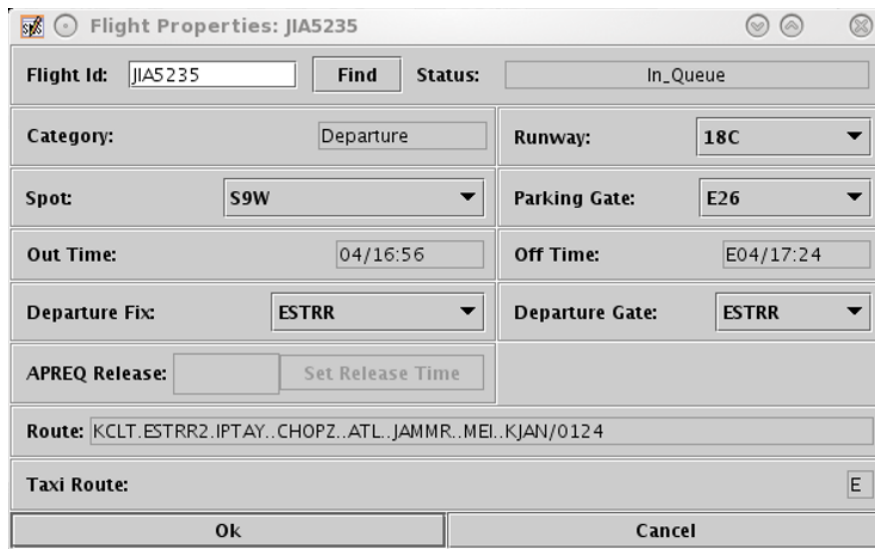 Flight Properties: JIA5235
Flight Id: JIA5235 Find Status: In_Queue
Category: Departure Runway: 18C
Spot: S9W Parking Gate: E26
Out Time: 04/16:56 Off Time: E04/17:24
Departure Fix: ESTRR Departure Gate: ESTRR
APREQ Release: Set Release Time
Route: KCLT.ESTRR2.IPTAY..CHOPZ..ATL..JAMMR..MEI..KJAN/0124
Taxi Route: E
Ok Cancel